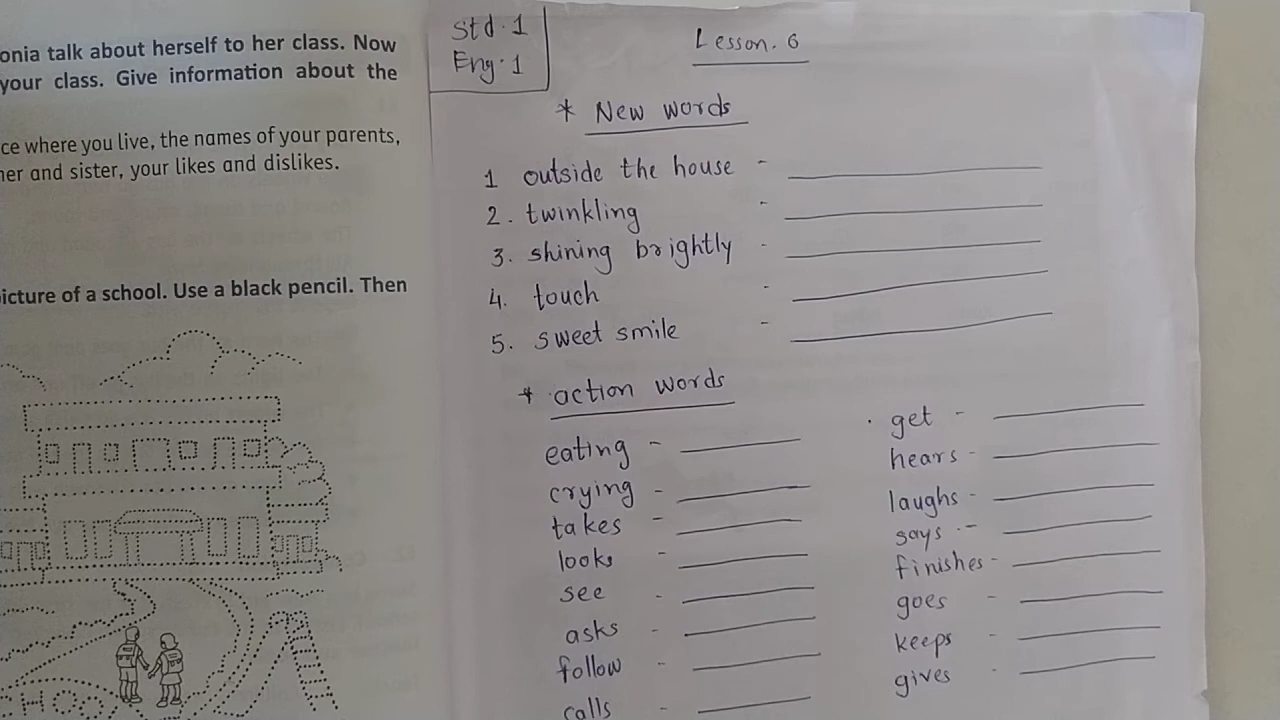 onia talk about herself to her class. Now
your class. Give information about the
ce where you live, the names of your parents,
her and sister, your likes and dislikes.
picture of a school. Use a black pencil. Then
CHOO
Std. 1
Eng. 1
Lesson. 6
* New words
1 outside the house -
2. twinkling -
3. shining brightly -
4. touch -
5. sweet smile -
* action words
eating -
crying -
takes -
looks -
see -
asks -
follow -
calls -
. get -
hears -
laughs -
says -
finishes -
goes -
keeps -
gives -